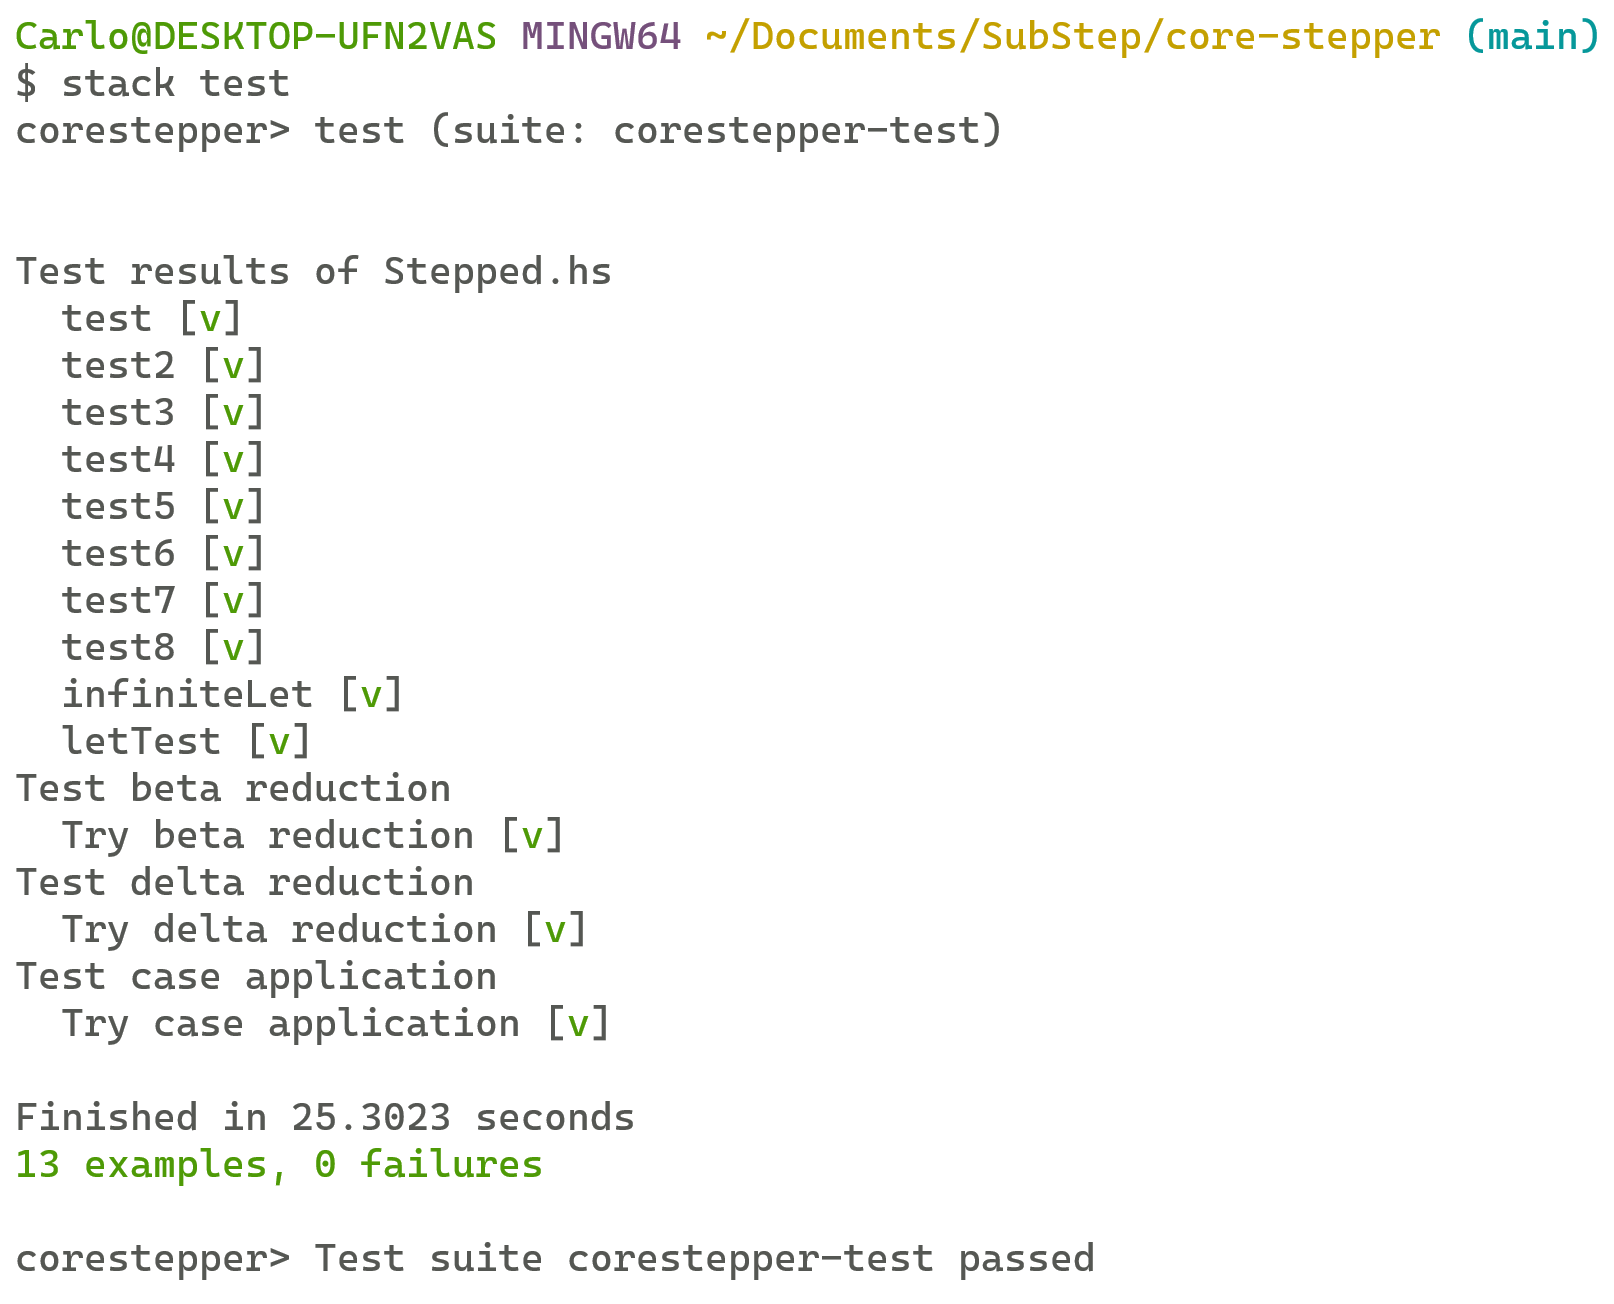 Carlo@DESKTOP-UFN2VAS MINGW64 ~/Documents/SubStep/core-stepper (main)
$ stack test
corestepper> test (suite: corestepper-test)
Test results of Stepped.hs
  test [v]
  test2 [v]
  test3 [v]
  test4 [v]
  test5 [v]
  test6 [v]
  test7 [v]
  test8 [v]
  infiniteLet [v]
  letTest [v]
Test beta reduction
  Try beta reduction [v]
Test delta reduction
  Try delta reduction [v]
Test case application
  Try case application [v]
Finished in 25.3023 seconds
13 examples, 0 failures
corestepper> Test suite corestepper-test passed